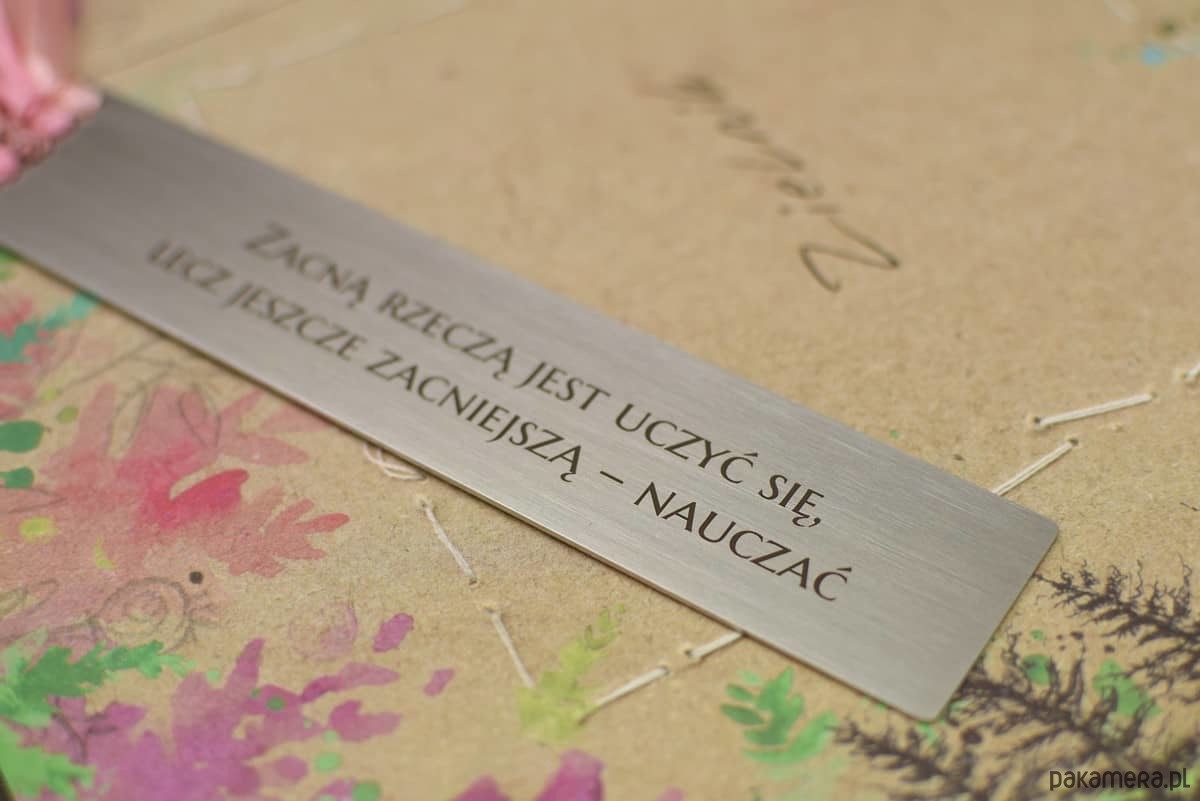 Zacną rzeczą jest uczyć się,
lecz jeszcze zacniejszą – nauczać
pakamera.pl